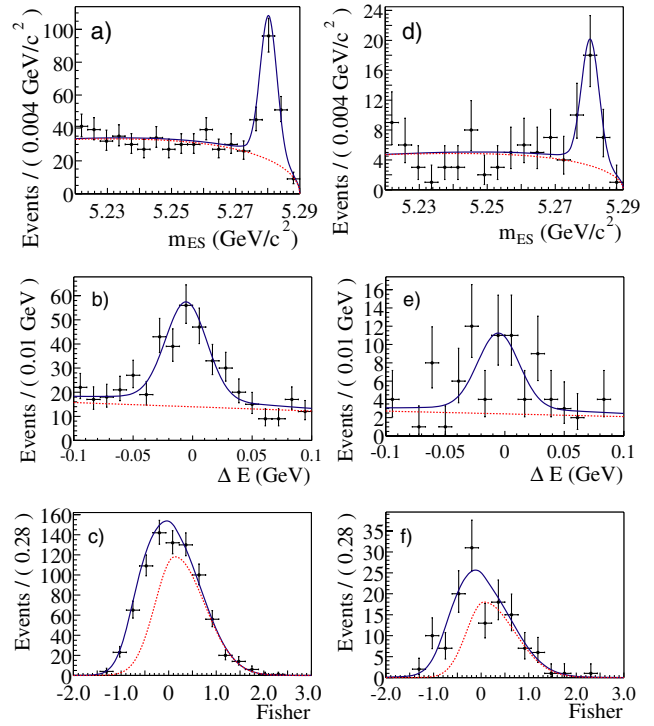 a)
Events / ( 0.004 GeV/c²
120
100
80
60
40
20
0
5.23 5.25 5.27 5.29
m_ES (GeV/c²)
d)
Events / ( 0.004 GeV/c²
24
20
16
12
8
4
0
5.23 5.25 5.27 5.29
m_ES (GeV/c²)
b)
Events / ( 0.01 GeV )
60
50
40
30
20
10
0
-0.1 -0.05 0 0.05 0.1
Δ E (GeV)
e)
Events / ( 0.01 GeV )
16
14
12
10
8
6
4
2
0
-0.1 -0.05 0 0.05 0.1
Δ E (GeV)
c)
Events / ( 0.28 )
160
140
120
100
80
60
40
20
0
-2.0 -1.0 0 1.0 2.0 3.0
Fisher
f)
Events / ( 0.28 )
35
30
25
20
15
10
5
0
-2.0 -1.0 0 1.0 2.0 3.0
Fisher